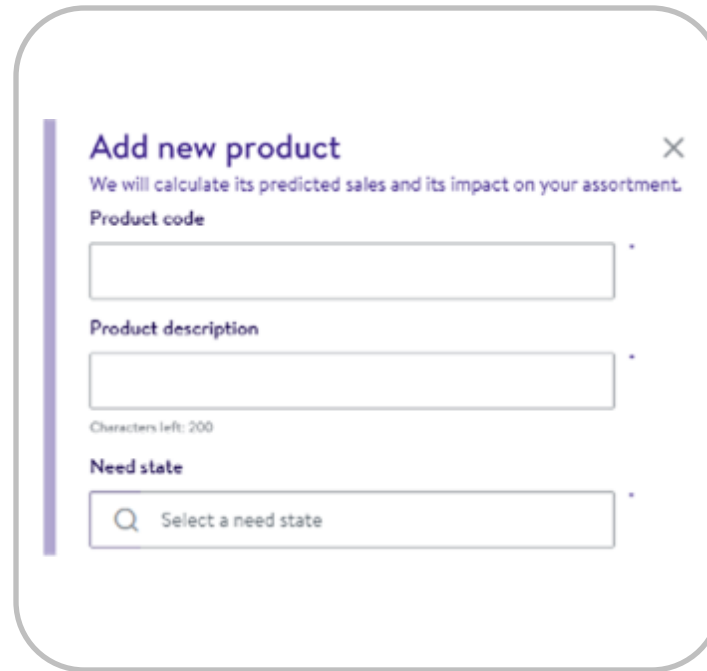 Add new product
We will calculate its predicted sales and its impact on your assortment.
Product code
*
Product description
*
Characters left: 200
Need state
*
Select a need state